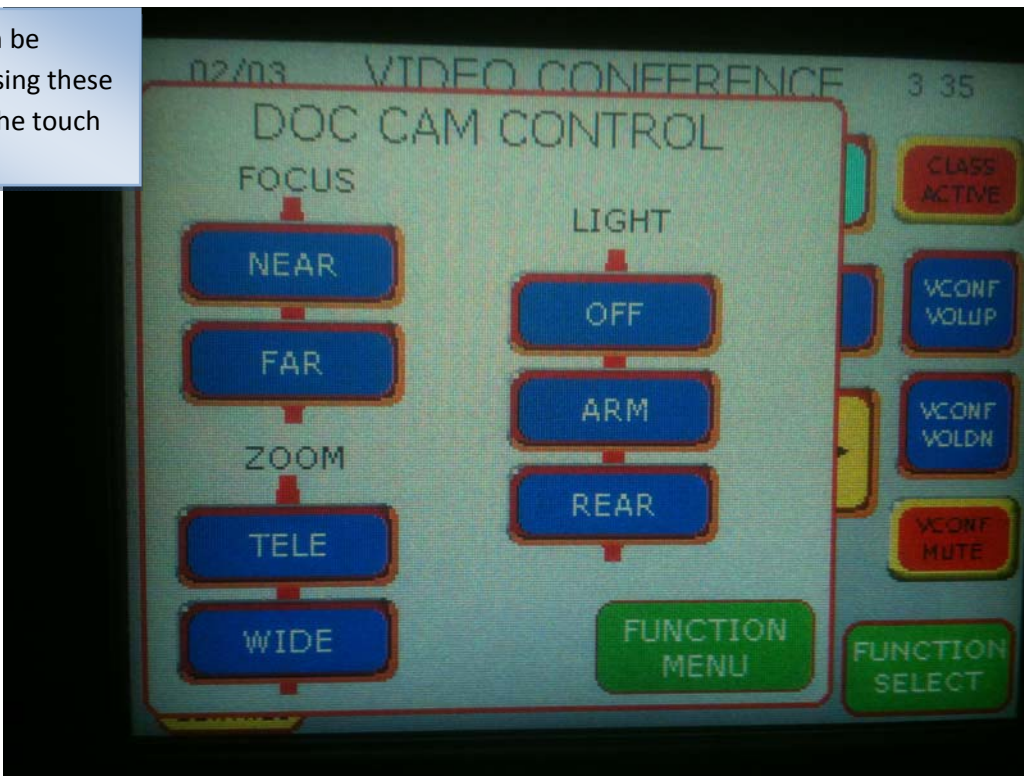 be
sing these
he touch
02/03 VIDEO CONFERENCE 3 35
DOC CAM CONTROL
FOCUS
NEAR
FAR
ZOOM
TELE
WIDE
LIGHT
OFF
ARM
REAR
FUNCTION
MENU
CLASS
ACTIVE
VCONF
VOLUP
VCONF
VOLDN
VCONF
MUTE
FUNCTION
SELECT